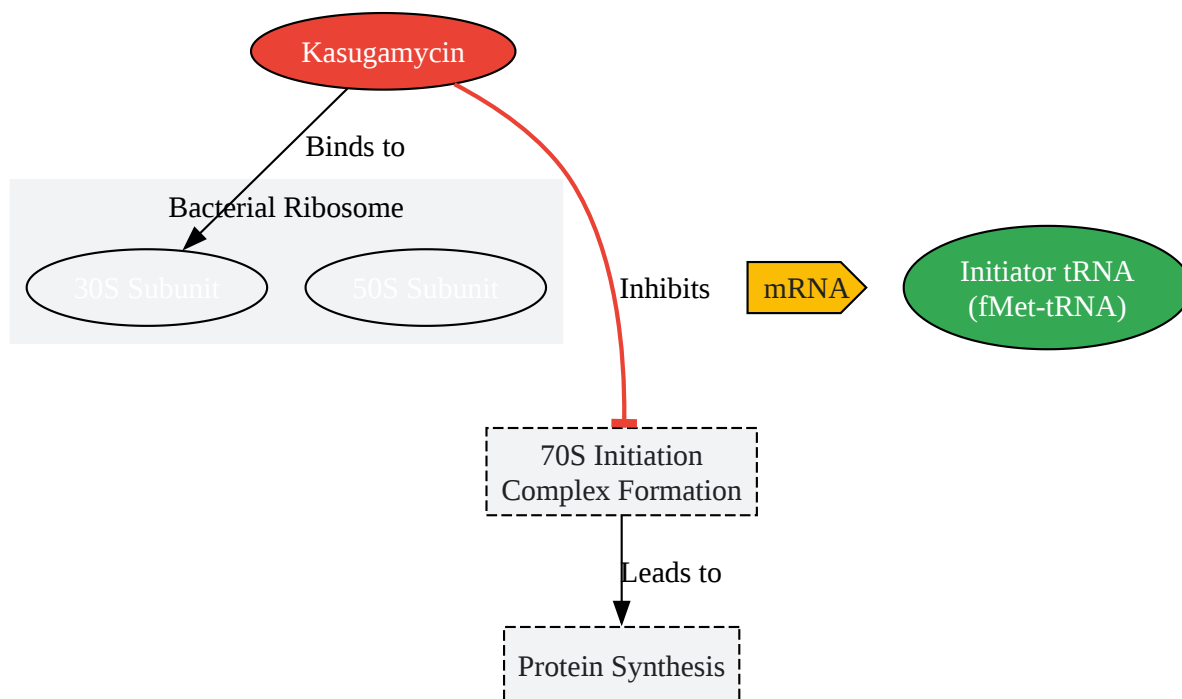 Kasugamycin
Binds to
Bacterial Ribosome
30S Subunit
50S Subunit
Inhibits
mRNA
Initiator tRNA
(fMet-tRNA)
70S Initiation
Complex Formation
Leads to
Protein Synthesis